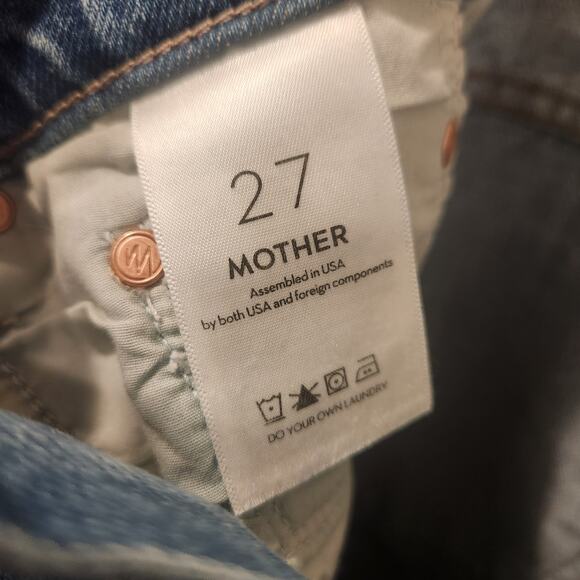 27
MOTHER
Assembled in USA
by both USA and foreign components
DO YOUR OWN LAUNDRY
M